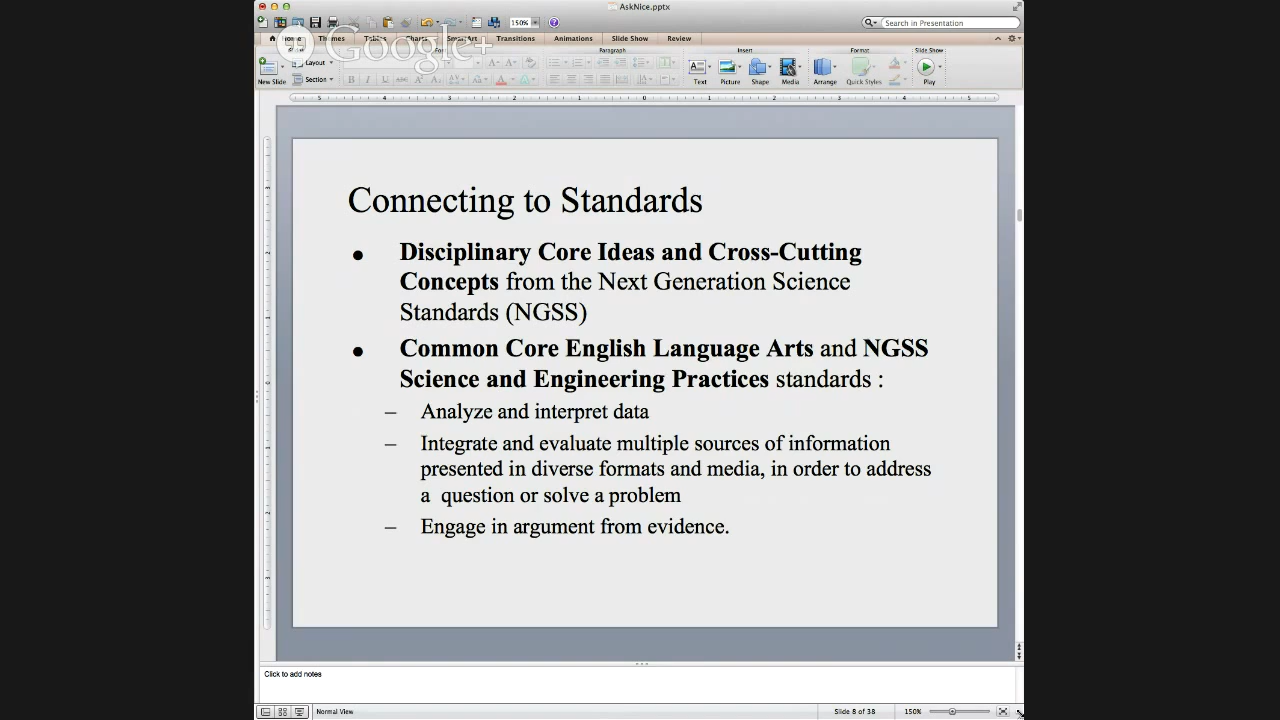 AskNice.pptx
150%
Search in Presentation
Google+
Home Themes Tables Charts SmartArt Transitions Animations Slide Show Review
Paragraph Insert Format Slide Show
Layout
Section
New Slide Text Picture Shape Media Arrange Quick Styles Play
Connecting to Standards
• Disciplinary Core Ideas and Cross-Cutting
Concepts from the Next Generation Science
Standards (NGSS)
• Common Core English Language Arts and NGSS
Science and Engineering Practices standards :
– Analyze and interpret data
– Integrate and evaluate multiple sources of information
presented in diverse formats and media, in order to address
a question or solve a problem
– Engage in argument from evidence.
Click to add notes
Normal View Slide 8 of 38 150%